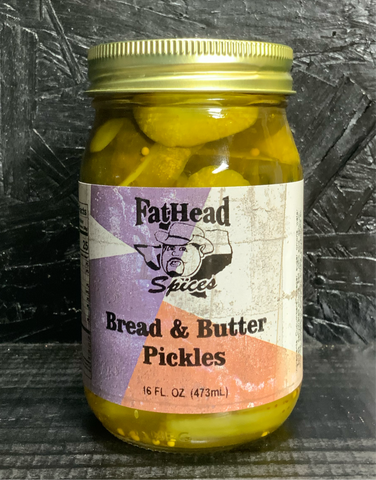 FatHead
Spices
Bread & Butter
Pickles
16 FL. OZ (473mL)